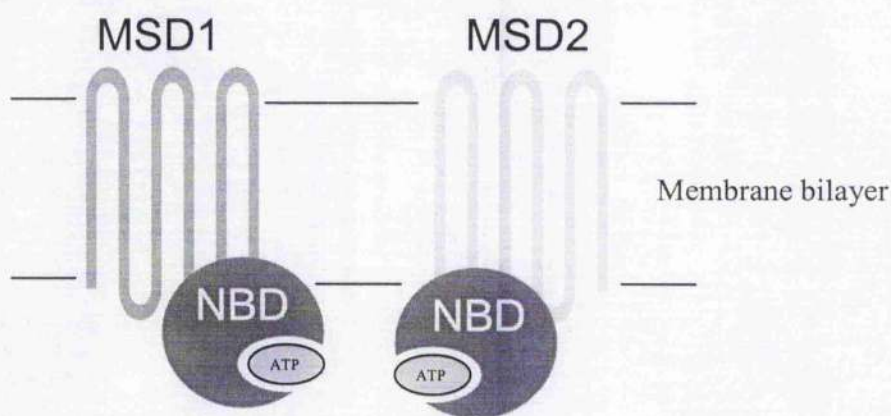 MSD1
MSD2
Membrane bilayer
NBD
NBD
ATP
ATP